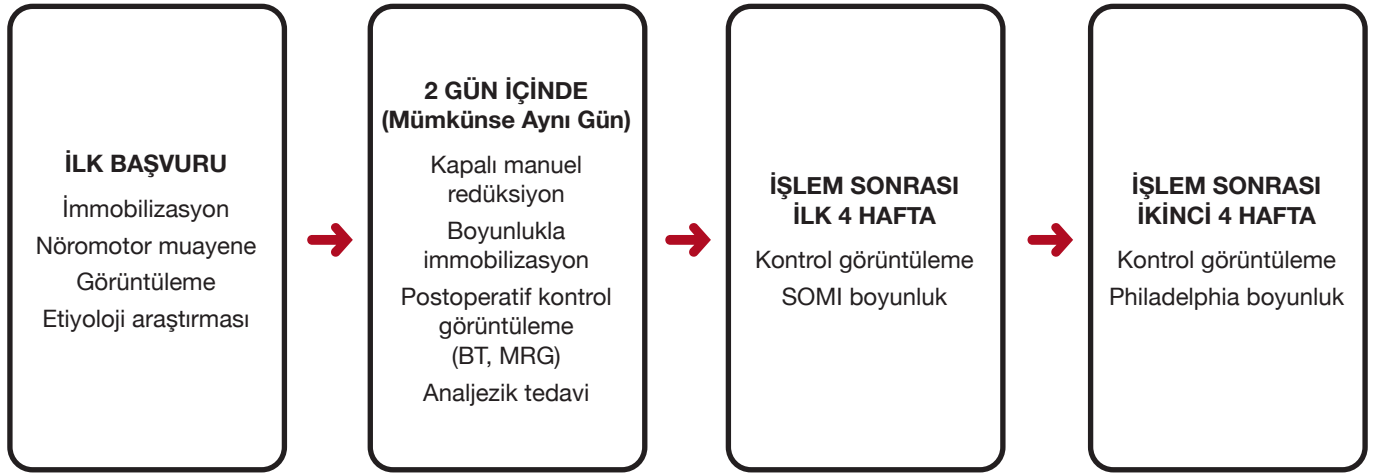 İLK BAŞVURU
İmmobilizasyon
Nöromotor muayene
Görüntüleme
Etiyoloji araştırması
2 GÜN İÇİNDE
(Mümkünse Aynı Gün)
Kapalı manuel
redüksiyon
Boyunlukla
immobilizasyon
Postoperatif kontrol
görüntüleme
(BT, MRG)
Analjezik tedavi
İŞLEM SONRASI
İLK 4 HAFTA
Kontrol görüntüleme
SOMI boyunluk
İŞLEM SONRASI
İKİNCİ 4 HAFTA
Kontrol görüntüleme
Philadelphia boyunluk